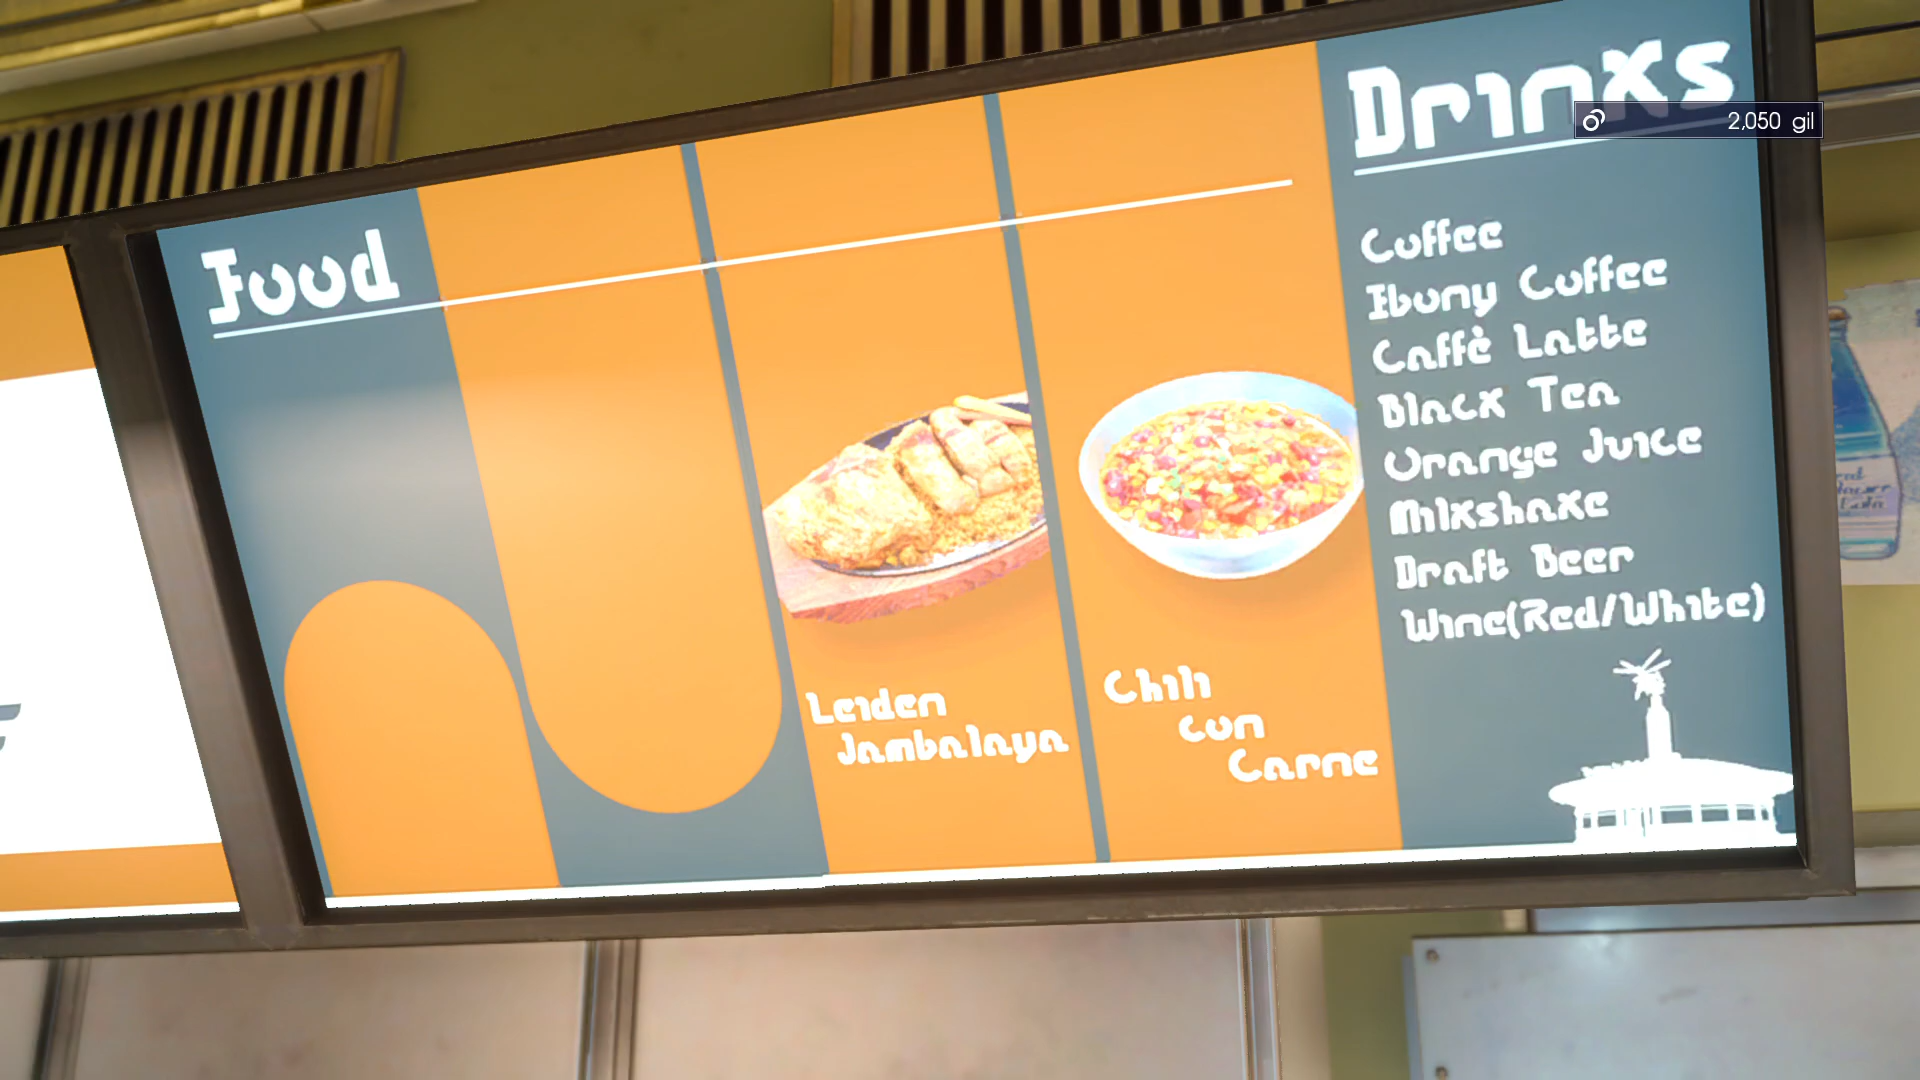 Food
Leiden
Jambalaya
Chili
con
Carne
Drinks
2,050 gil
Coffee
Ebony Coffee
Caffè Latte
Black Tea
Orange Juice
Milkshake
Draft Beer
Wine(Red/White)